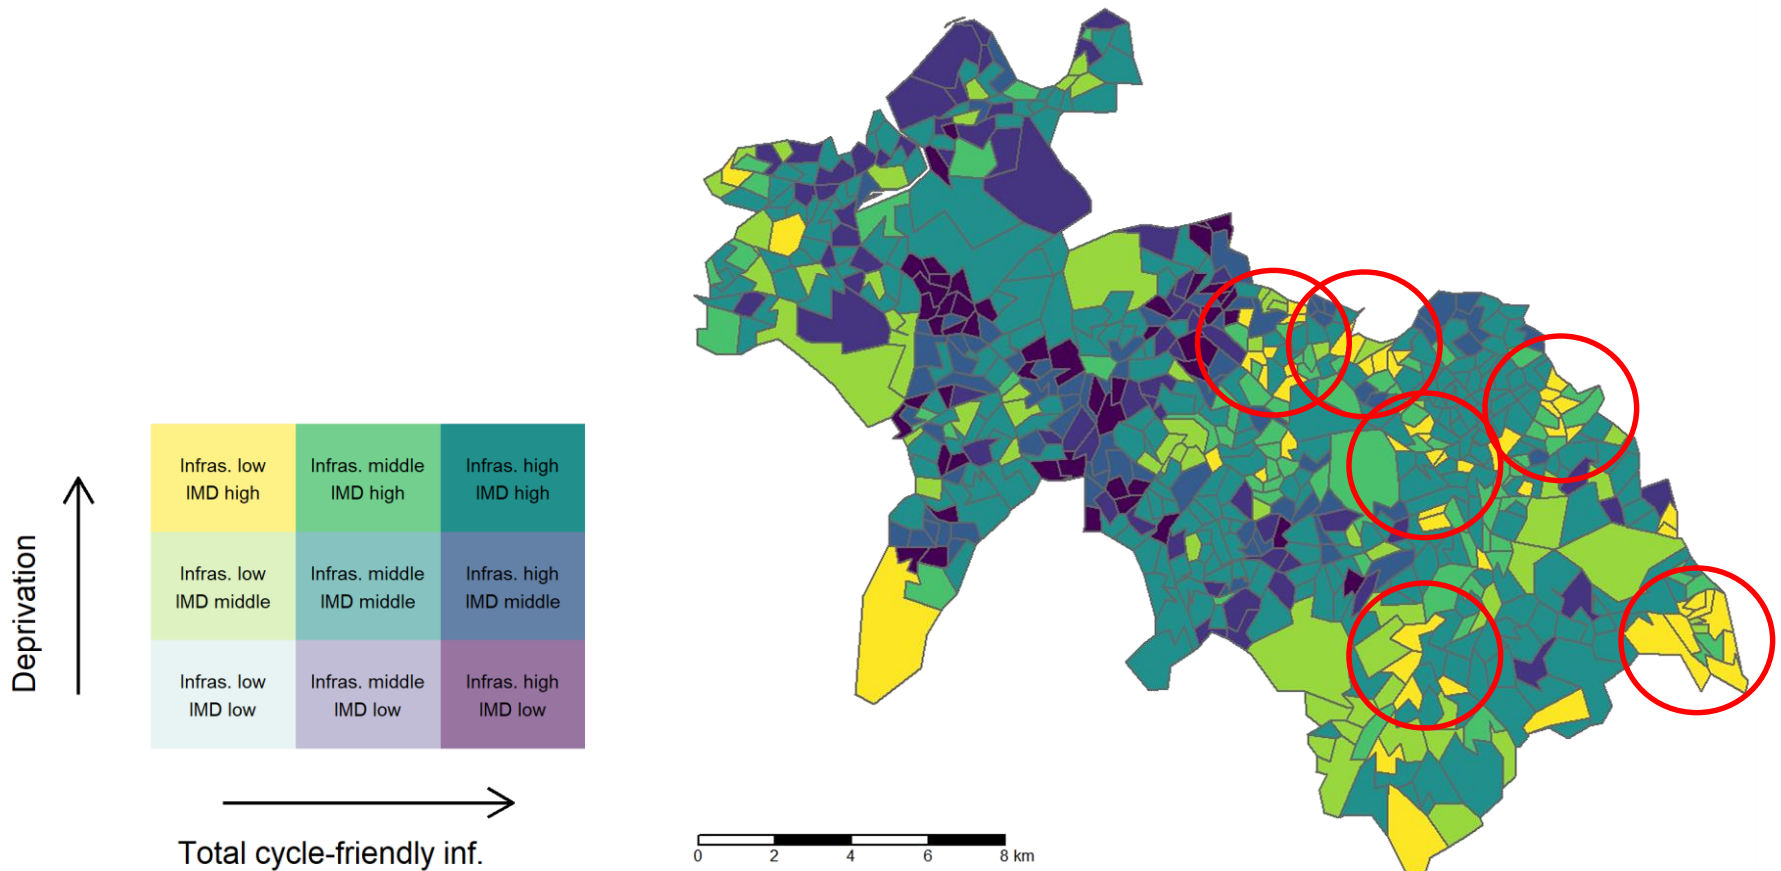 Infras. low
IMD high
Infras. middle
IMD high
Infras. high
IMD high
Infras. low
IMD middle
Infras. middle
IMD middle
Infras. high
IMD middle
Infras. low
IMD low
Infras. middle
IMD low
Infras. high
IMD low
Deprivation
Total cycle-friendly inf.
0 2 4 6 8 km